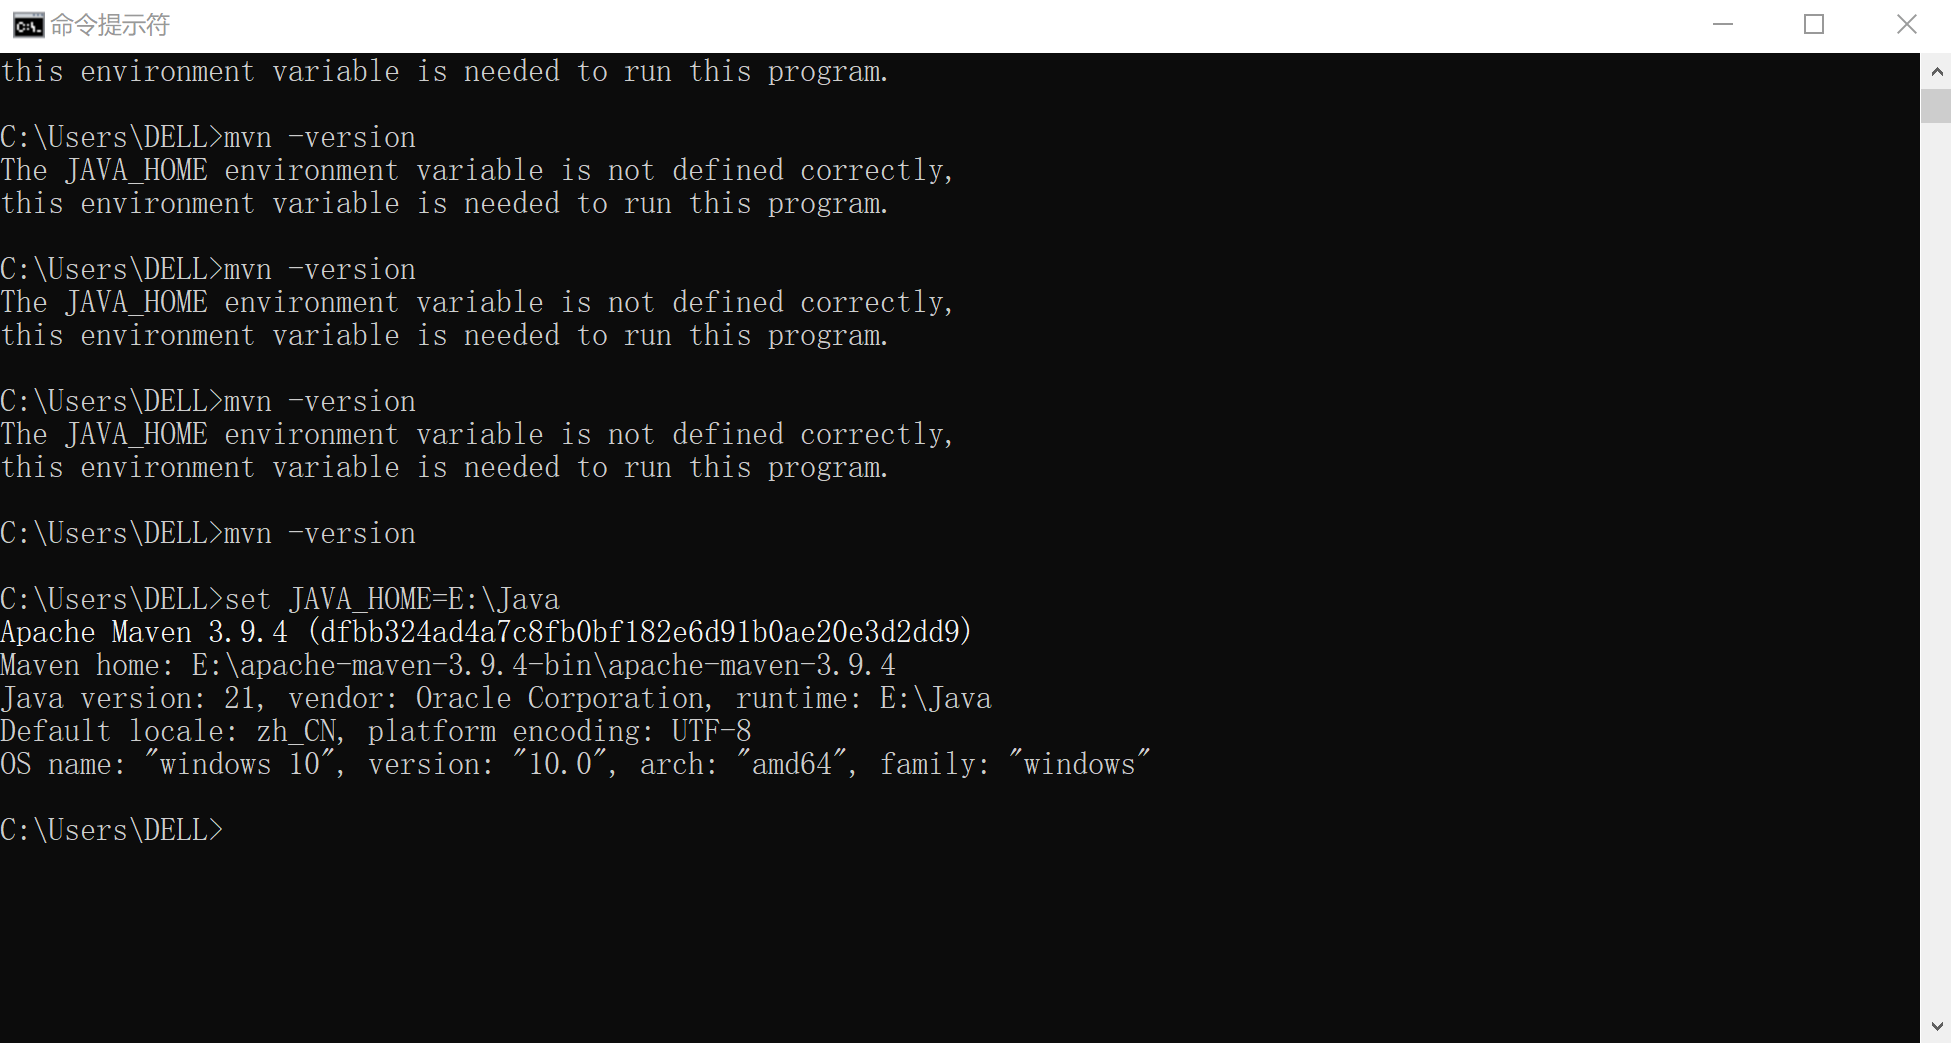 命令提示符
this environment variable is needed to run this program.
C:\Users\DELL>mvn -version
The JAVA_HOME environment variable is not defined correctly,
this environment variable is needed to run this program.
C:\Users\DELL>mvn -version
The JAVA_HOME environment variable is not defined correctly,
this environment variable is needed to run this program.
C:\Users\DELL>mvn -version
The JAVA_HOME environment variable is not defined correctly,
this environment variable is needed to run this program.
C:\Users\DELL>mvn -version
C:\Users\DELL>set JAVA_HOME=E:\Java
Apache Maven 3.9.4 (dfbb324ad4a7c8fb0bf182e6d91b0ae20e3d2dd9)
Maven home: E:\apache-maven-3.9.4-bin\apache-maven-3.9.4
Java version: 21, vendor: Oracle Corporation, runtime: E:\Java
Default locale: zh_CN, platform encoding: UTF-8
OS name: "windows 10", version: "10.0", arch: "amd64", family: "windows"
C:\Users\DELL>